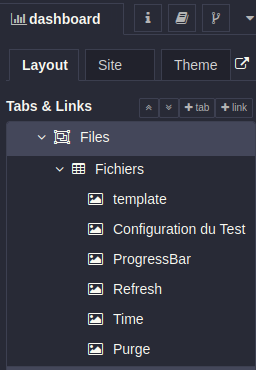 dashboard
Layout Site Theme
Tabs & Links + tab + link
Files
Fichiers
template
Configuration du Test
ProgressBar
Refresh
Time
Purge